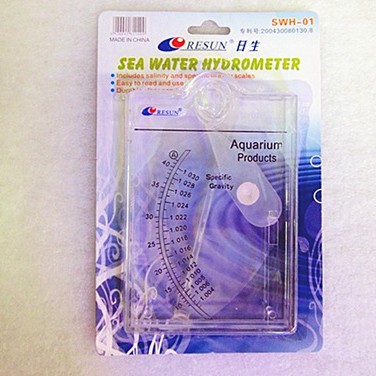 SWH-01
MADE IN CHINA
RESUN 日生
专利号:200430080130.8
SEA WATER HYDROMETER
Includes salinity and specific scales
Easy to read and use
RESUN
Aquarium
Products
Specific
Gravity
A
40
35
30
25
20
15
1.030
1.028
1.026
1.024
1.022
1.020
1.018
1.016
1.014
1.012
1.010
1.008
1.006
1.004